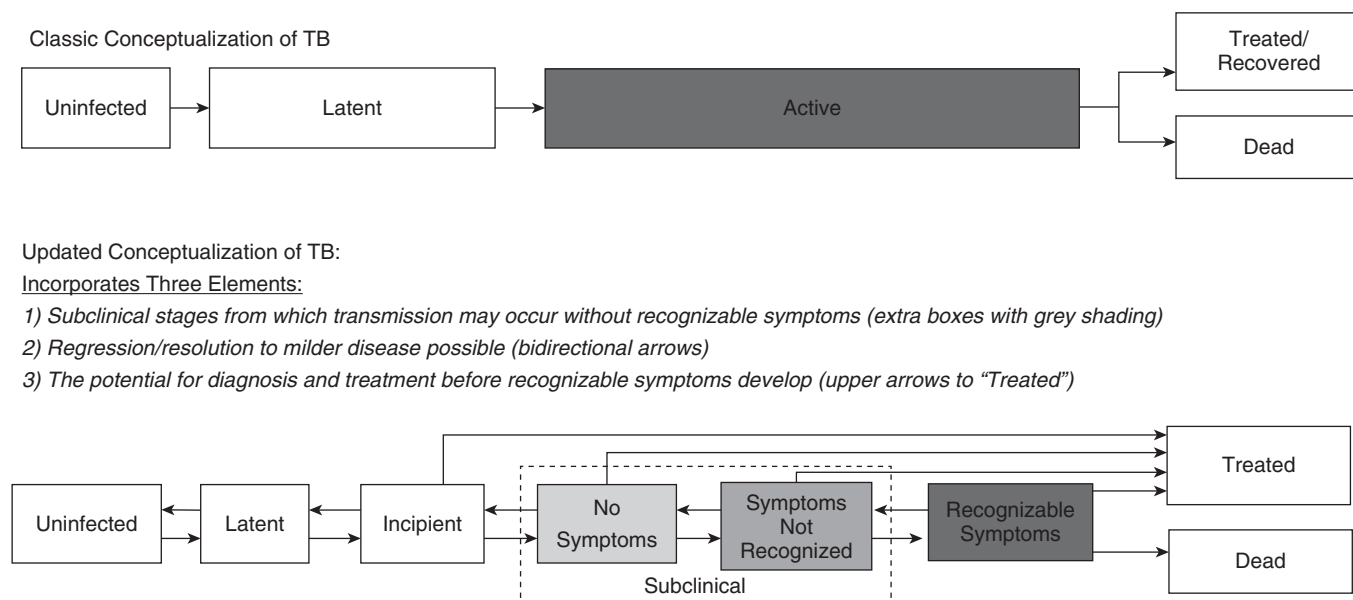 Classic Conceptualization of TB
Uninfected
Latent
Active
Treated/
Recovered
Dead
Updated Conceptualization of TB:
Incorporates Three Elements:
1) Subclinical stages from which transmission may occur without recognizable symptoms (extra boxes with grey shading)
2) Regression/resolution to milder disease possible (bidirectional arrows)
3) The potential for diagnosis and treatment before recognizable symptoms develop (upper arrows to “Treated”)
Uninfected
Latent
Incipient
No
Symptoms
Symptoms
Not
Recognized
Subclinical
Recognizable
Symptoms
Treated
Dead